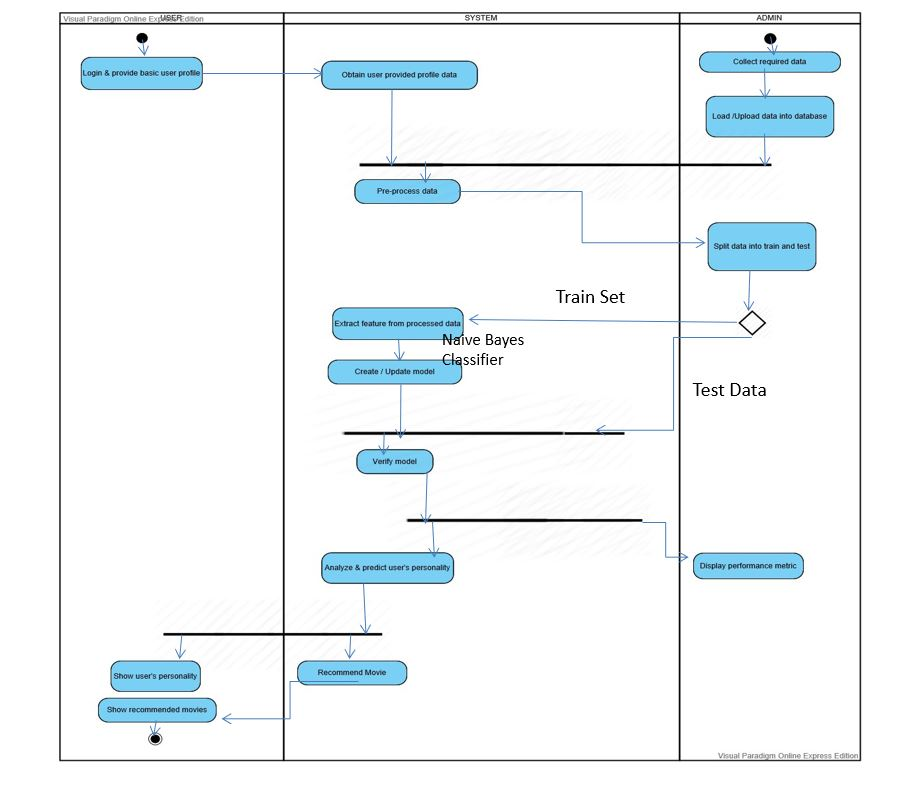 Visual Paradigm Online Express Edition
USER
SYSTEM
ADMIN
Login & provide basic user profile
Obtain user provided profile data
Collect required data
Load /Upload data into database
Pre-process data
Split data into train and test
Train Set
Extract feature from processed data
Naive Bayes
Classifier
Create / Update model
Test Data
Verify model
Analyze & predict user's personality
Display performance metric
Show user's personality
Recommend Movie
Show recommended movies
Visual Paradigm Online Express Edition